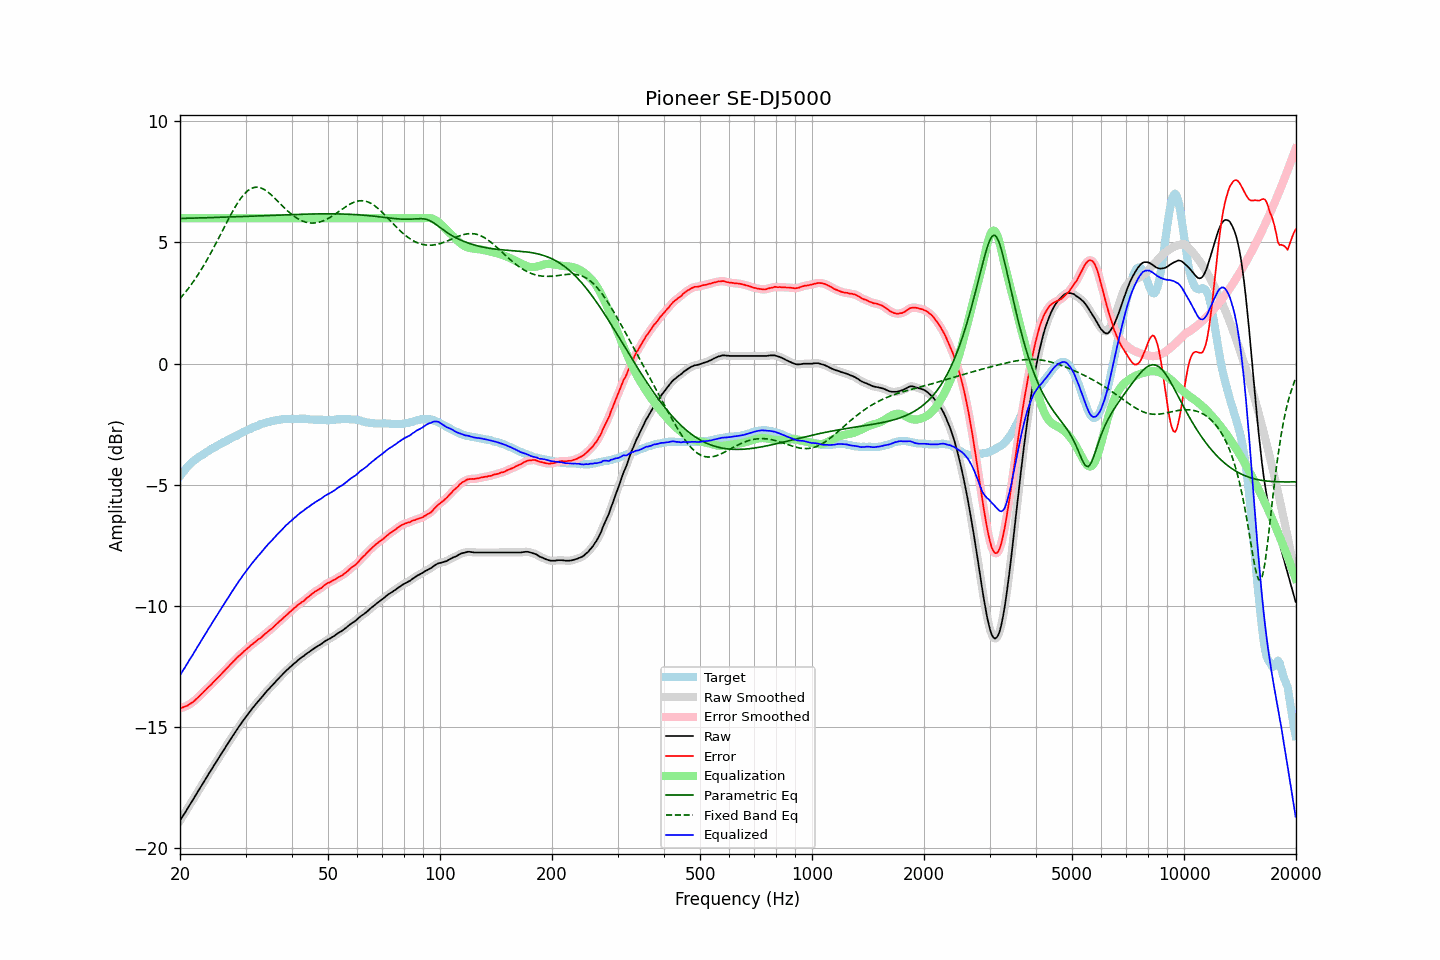 Pioneer SE-DJ5000
Amplitude (dBr)
10
5
0
−5
−10
−15
−20
Target
Raw Smoothed
Error Smoothed
Raw
Error
Equalization
Parametric Eq
Fixed Band Eq
Equalized
20
50
100
200
500
1000
2000
5000
10000
20000
Frequency (Hz)